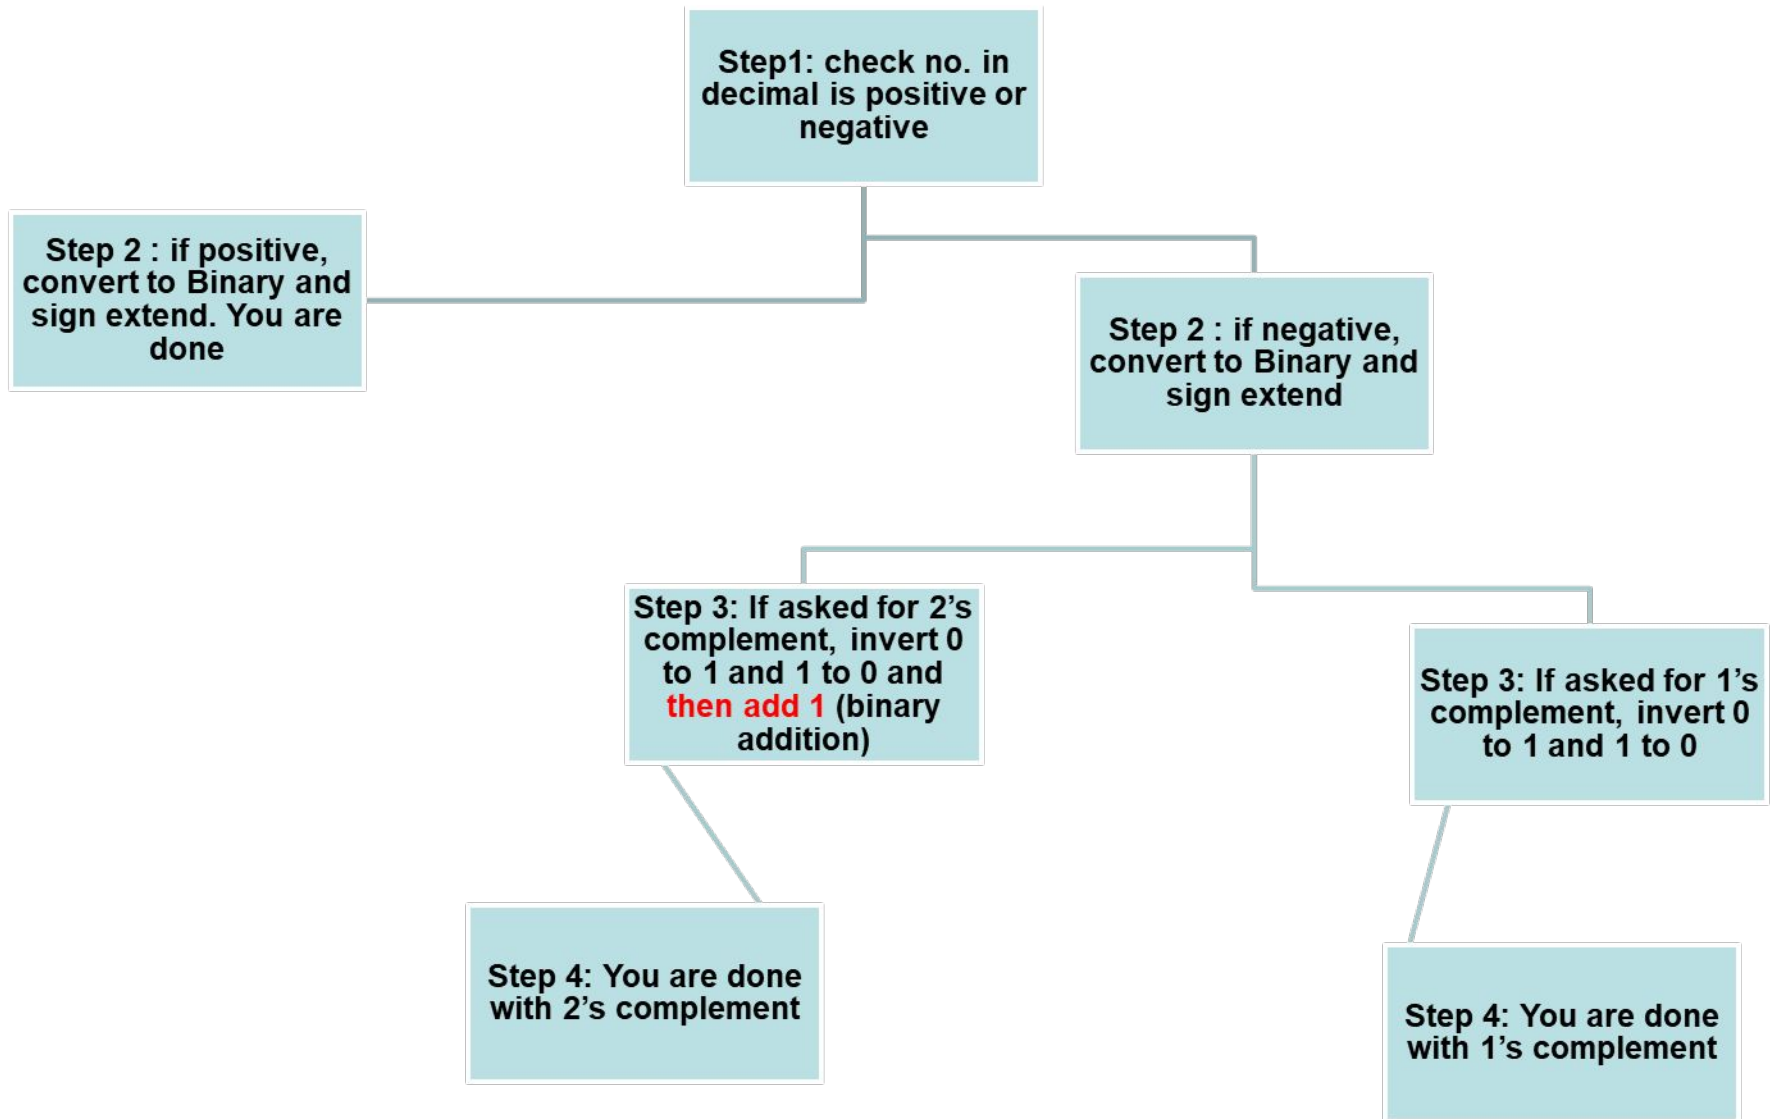 Step1: check no. in
decimal is positive or
negative
Step 2 : if positive,
convert to Binary and
sign extend. You are
done
Step 2 : if negative,
convert to Binary and
sign extend
Step 3: If asked for 2’s
complement, invert 0
to 1 and 1 to 0 and
then add 1 (binary
addition)
Step 3: If asked for 1’s
complement, invert 0
to 1 and 1 to 0
Step 4: You are done
with 2’s complement
Step 4: You are done
with 1’s complement